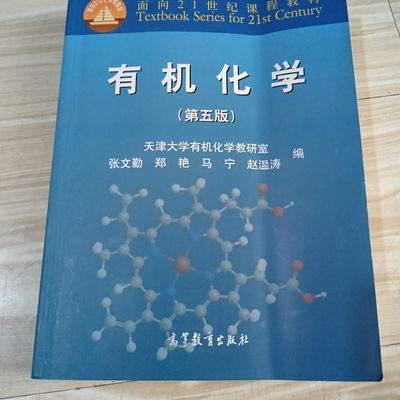 面向21世纪课程教材
Textbook Series for 21st Century
有机化学
(第五版)
天津大学有机化学教研室
张文勤 郑艳 马宁 赵温涛 编
高等教育出版社